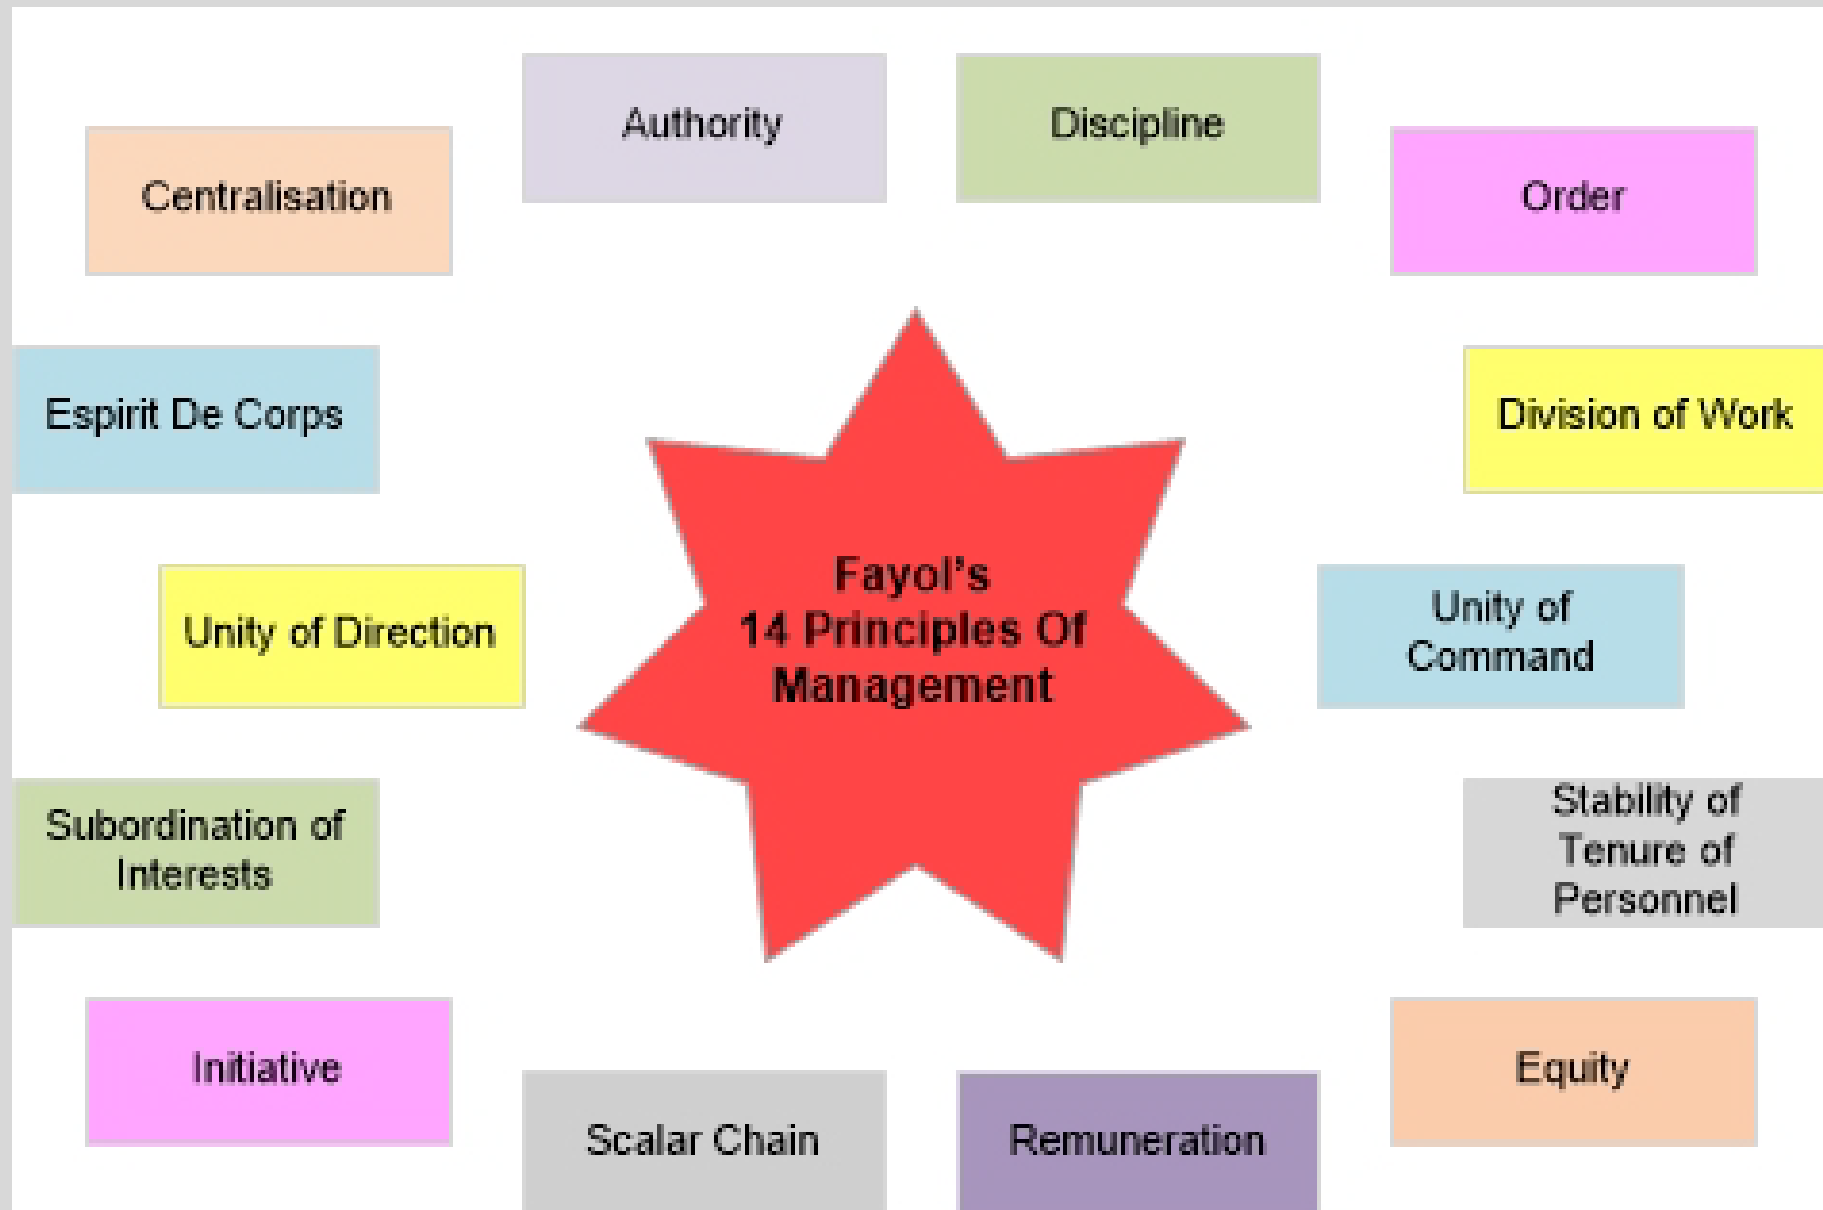 Authority
Discipline
Centralisation
Order
Espirit De Corps
Division of Work
Fayol’s
14 Principles Of
Management
Unity of Direction
Unity of
Command
Subordination of
Interests
Stability of
Tenure of
Personnel
Initiative
Equity
Scalar Chain
Remuneration